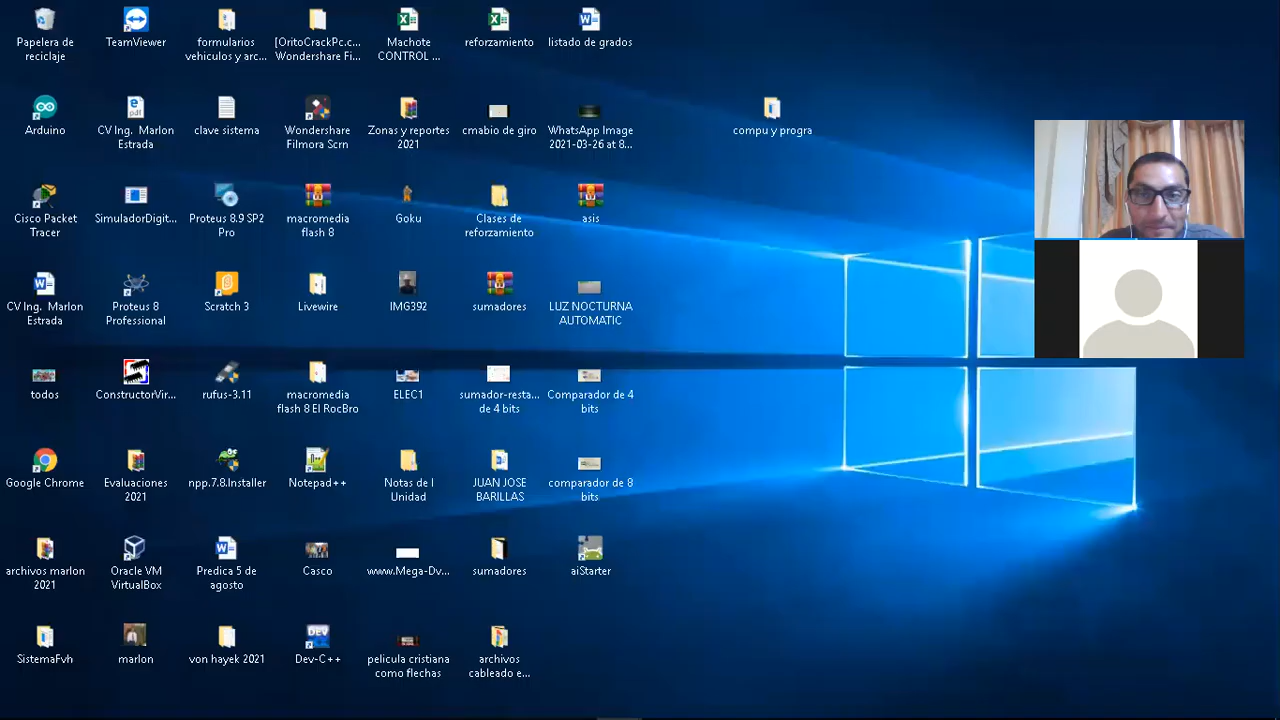 Papelera de
reciclaje
TeamViewer
formularios
vehiculos y arc...
[OritoCrackPc.c...
Wondershare Fi...
Machote
CONTROL ...
reforzamiento
listado de grados
Arduino
CV Ing. Marlon
Estrada
clave sistema
Wondershare
Filmora Scrn
Zonas y reportes
2021
cmabio de giro
WhatsApp Image
2021-03-26 at 8...
compu y progra
Cisco Packet
Tracer
SimuladorDigit...
Proteus 8.9 SP2
Pro
macromedia
flash 8
Goku
Clases de
reforzamiento
asis
CV Ing. Marlon
Estrada
Proteus 8
Professional
Scratch 3
Livewire
IMG392
sumadores
LUZ NOCTURNA
AUTOMATIC
todos
ConstructorVir...
rufus-3.11
macromedia
flash 8 El RocBro
ELEC1
sumador-resta...
de 4 bits
Comparador de 4
bits
Google Chrome
Evaluaciones
2021
npp.7.8.Installer
Notepad++
Notas de I
Unidad
JUAN JOSE
BARILLAS
comparador de 8
bits
archivos marlon
2021
Oracle VM
VirtualBox
Predica 5 de
agosto
Casco
www.Mega-Dv...
sumadores
aiStarter
SistemaFvh
marlon
von hayek 2021
Dev-C++
pelicula cristiana
como flechas
archivos
cableado e...